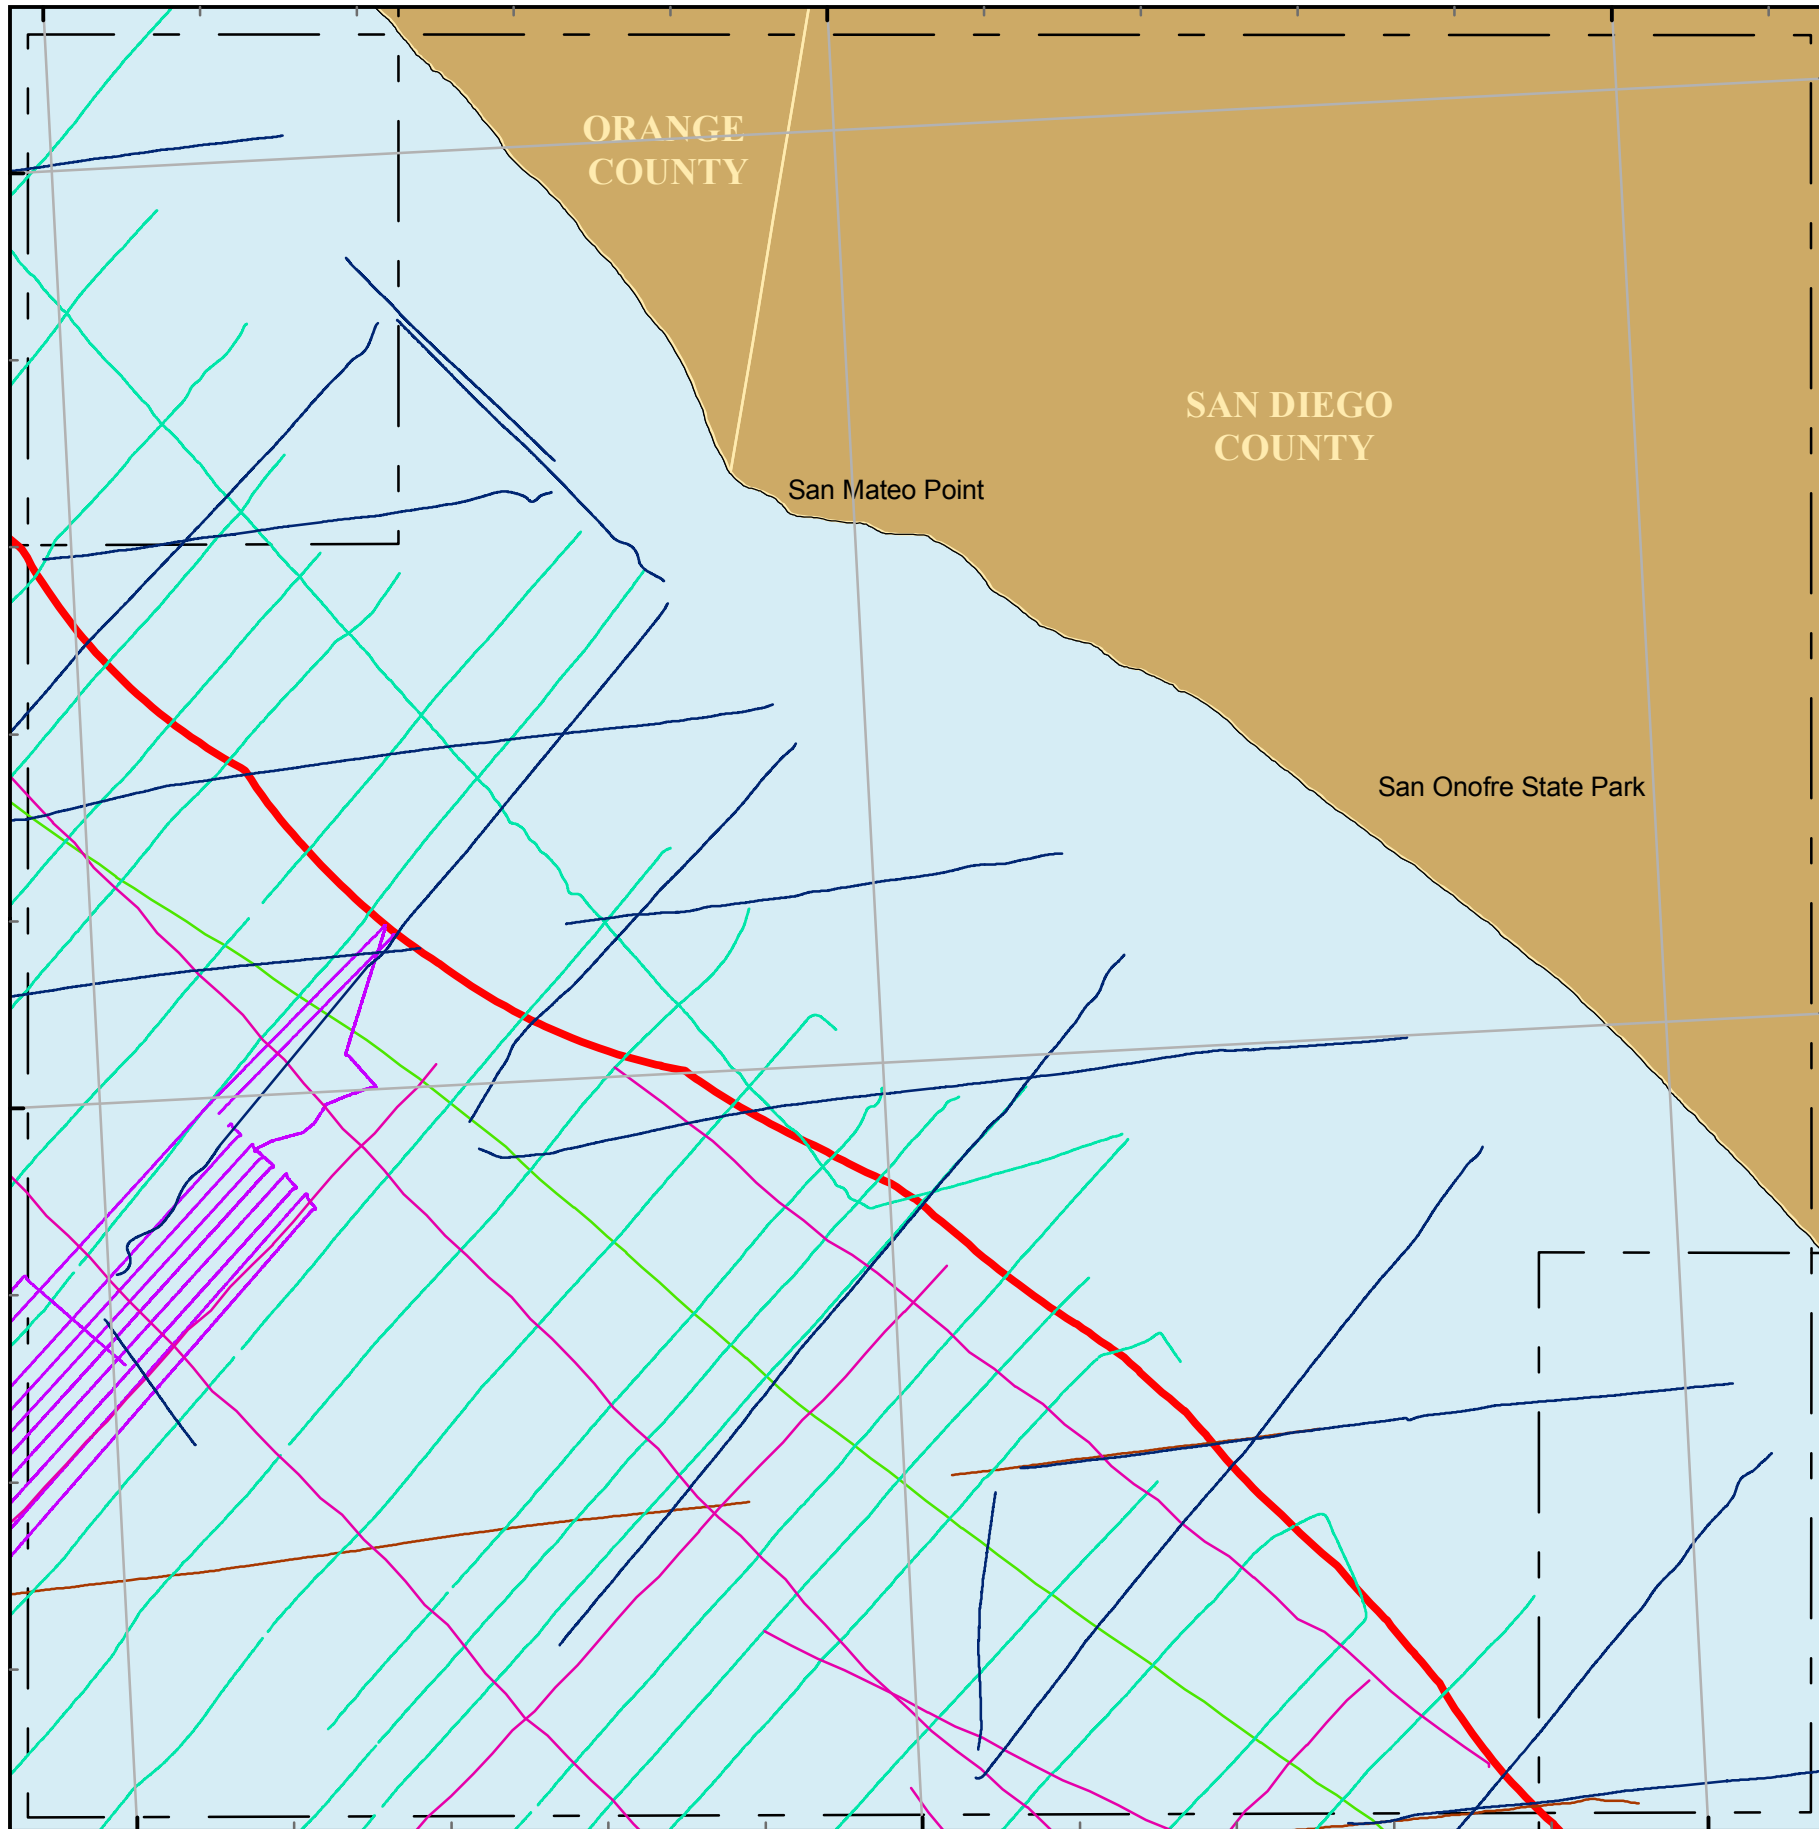 ORANGE
COUNTY
SAN DIEGO
COUNTY
San Mateo Point
San Onofre State Park